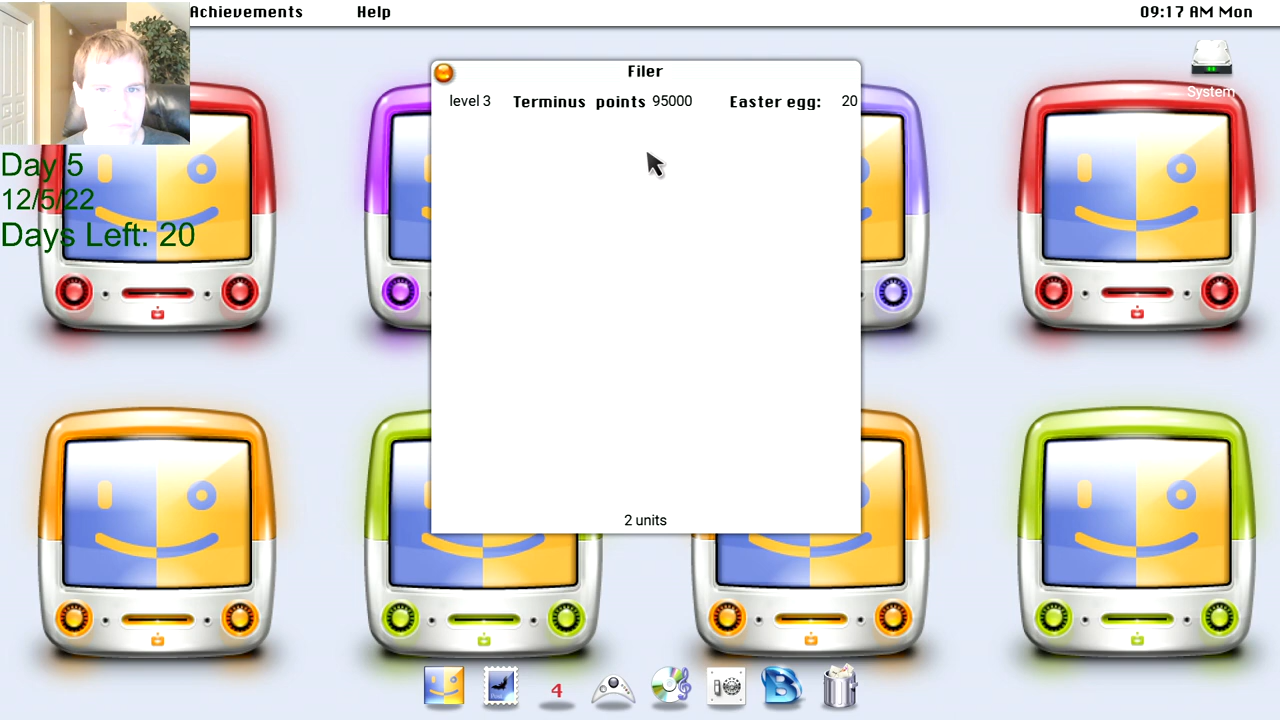 Achievements Help 09:17 AM Mon
Filer
level 3 Terminus points 95000 Easter egg: 20
System
Day 5
12/5/22
Days Left: 20
2 units
4
B